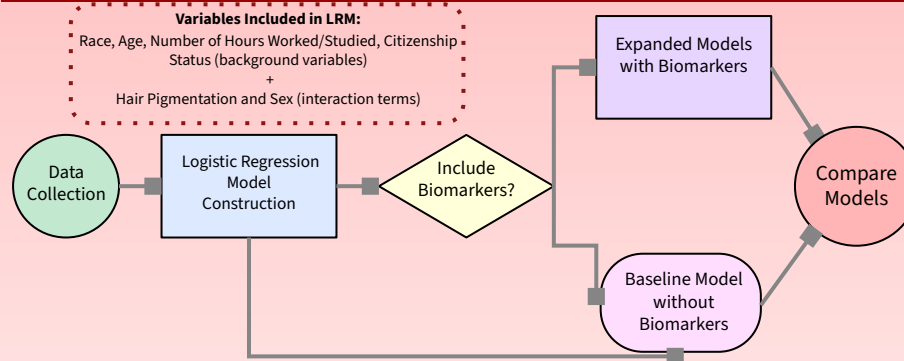 Variables Included in LRM:
Race, Age, Number of Hours Worked/Studied, Citizenship
Status (background variables)
+
Hair Pigmentation and Sex (interaction terms)
Data
Collection
Logistic Regression
Model
Construction
Include
Biomarkers?
Expanded Models
with Biomarkers
Baseline Model
without
Biomarkers
Compare
Models